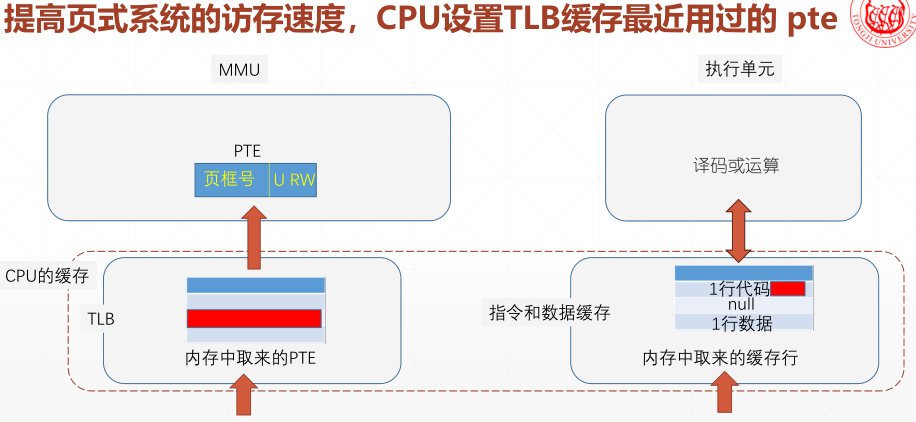 提高页式系统的访存速度，CPU设置TLB缓存最近用过的 pte
TONGJI UNIVERSITY
MMU
执行单元
PTE
页框号 U RW
译码或运算
CPU的缓存
TLB
指令和数据缓存
1行代码
null
1行数据
内存中取来的PTE
内存中取来的缓存行